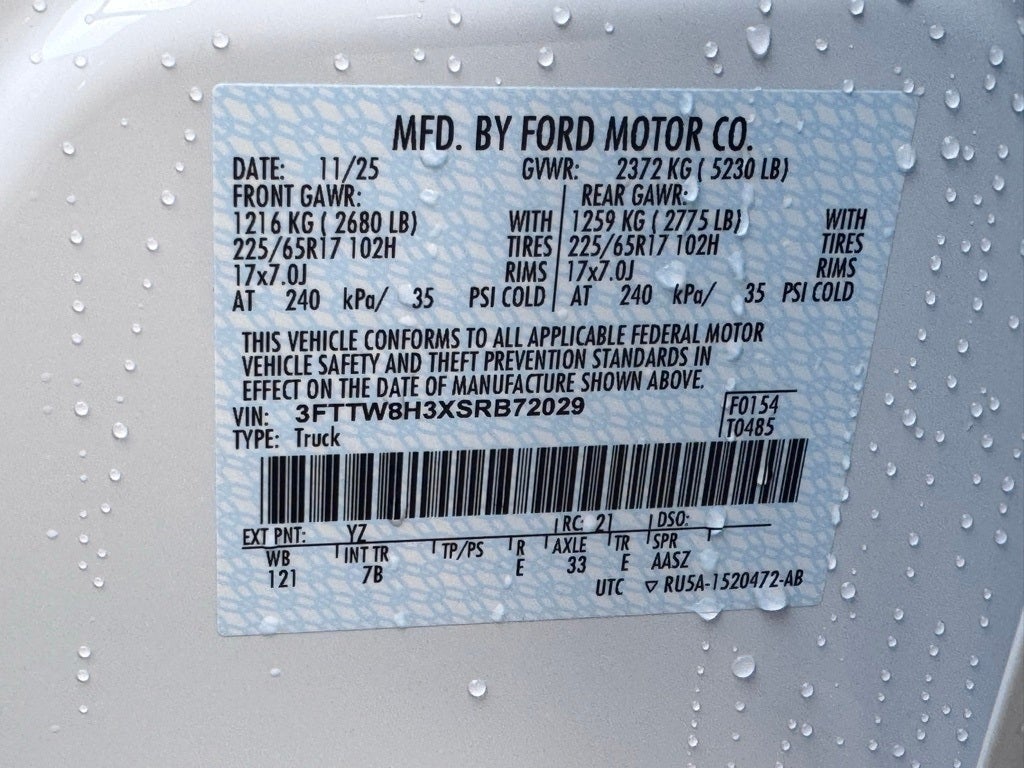 MFD. BY FORD MOTOR CO.
DATE: 11/25 GVWR: 2372 KG ( 5230 LB)
FRONT GAWR: REAR GAWR:
1216 KG ( 2680 LB) WITH 1259 KG ( 2775 LB) WITH
225/65R17 102H TIRES 225/65R17 102H TIRES
17x7.0J RIMS 17x7.0J RIMS
AT 240 kPa/ 35 PSI COLD AT 240 kPa/ 35 PSI COLD
THIS VEHICLE CONFORMS TO ALL APPLICABLE FEDERAL MOTOR
VEHICLE SAFETY AND THEFT PREVENTION STANDARDS IN
EFFECT ON THE DATE OF MANUFACTURE SHOWN ABOVE.
VIN: 3FTTW8H3XSRB72029 F0154
TYPE: Truck T0485
EXT PNT: YZ RC: 21 DSO:
WB INT TR TP/PS R AXLE TR SPR
121 7B E 33 E AASZ
UTC ▽ RU5A-1520472-AB